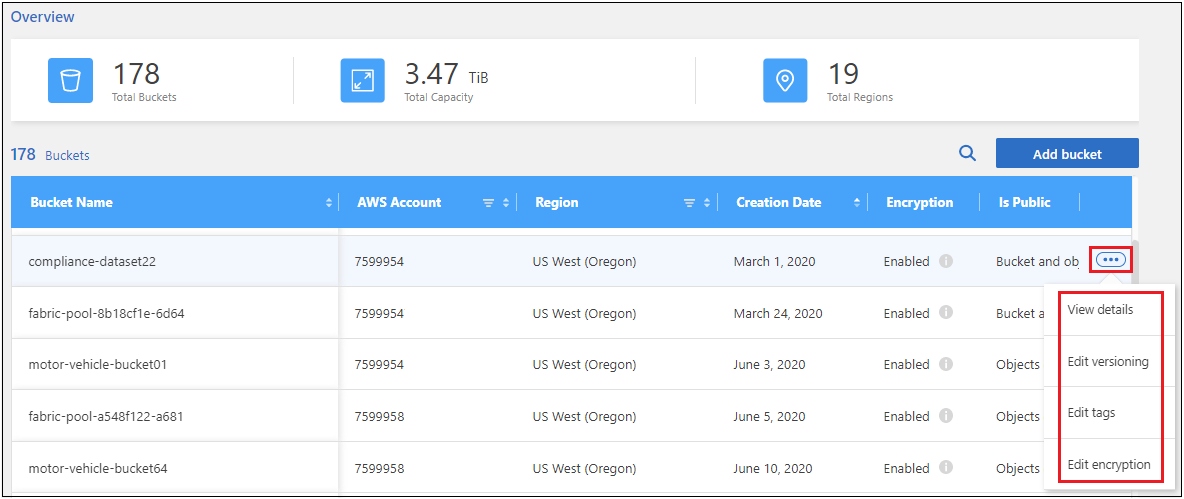 Overview
178
Total Buckets
3.47 TiB
Total Capacity
19
Total Regions
178 Buckets
Add bucket
Bucket Name AWS Account Region Creation Date Encryption Is Public
compliance-dataset22 7599954 US West (Oregon) March 1, 2020 Enabled Bucket and obj
fabric-pool-8b18cf1e-6d64 7599954 US West (Oregon) March 24, 2020 Enabled Bucket a
motor-vehicle-bucket01 7599954 US West (Oregon) June 3, 2020 Enabled Objects
fabric-pool-a548f122-a681 7599958 US West (Oregon) June 5, 2020 Enabled Objects
motor-vehicle-bucket64 7599958 US West (Oregon) June 10, 2020 Enabled Objects
View details
Edit versioning
Edit tags
Edit encryption